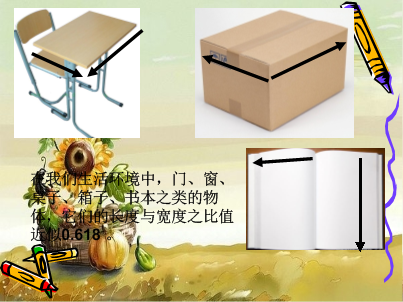 在我们生活环境中，门、窗、
桌子、箱子、书本之类的物
体，它们的长度与宽度之比值
近似0.618 。